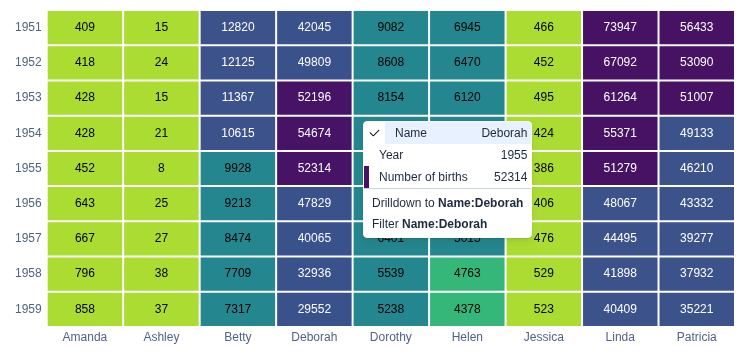 1951 409 15 12820 42045 9082 6945 466 73947 56433
1952 418 24 12125 49809 8608 6470 452 67092 53090
1953 428 15 11367 52196 8154 6120 495 61264 51007
1954 428 21 10615 54674 424 55371 49133
Name Deborah
Year 1955
1955 452 8 9928 52314 386 51279 46210
Number of births 52314
1956 643 25 9213 47829 406 48067 43332
Drilldown to Name:Deborah
Filter Name:Deborah
1957 667 27 8474 40065 476 44495 39277
1958 796 38 7709 32936 5539 4763 529 41898 37932
1959 858 37 7317 29552 5238 4378 523 40409 35221
Amanda Ashley Betty Deborah Dorothy Helen Jessica Linda Patricia